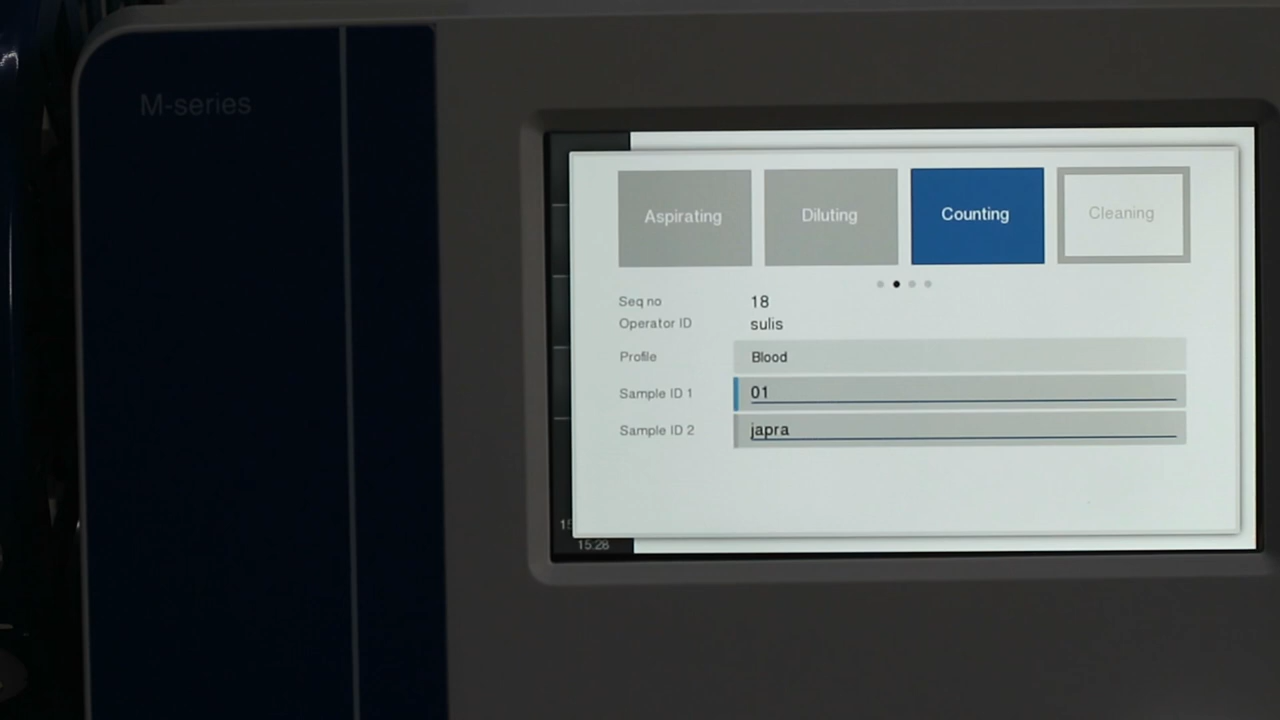 M-series
Aspirating Diluting Counting Cleaning
Seq no 18
Operator ID sulis
Profile Blood
Sample ID 1 01
Sample ID 2 japra
15:28